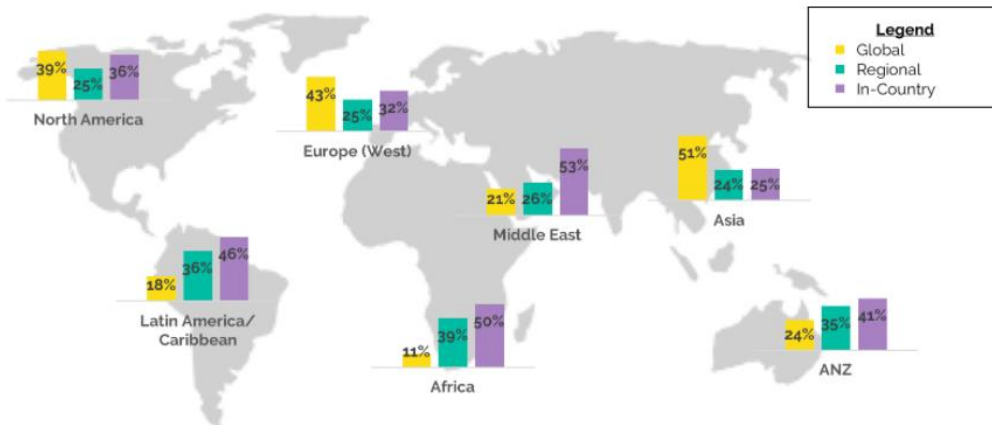 Legend
Global
Regional
In-Country
39%
25%
36%
North America
43%
25%
32%
Europe (West)
51%
24%
25%
Asia
21%
26%
53%
Middle East
18%
36%
46%
Latin America/
Caribbean
11%
39%
50%
Africa
24%
35%
41%
ANZ